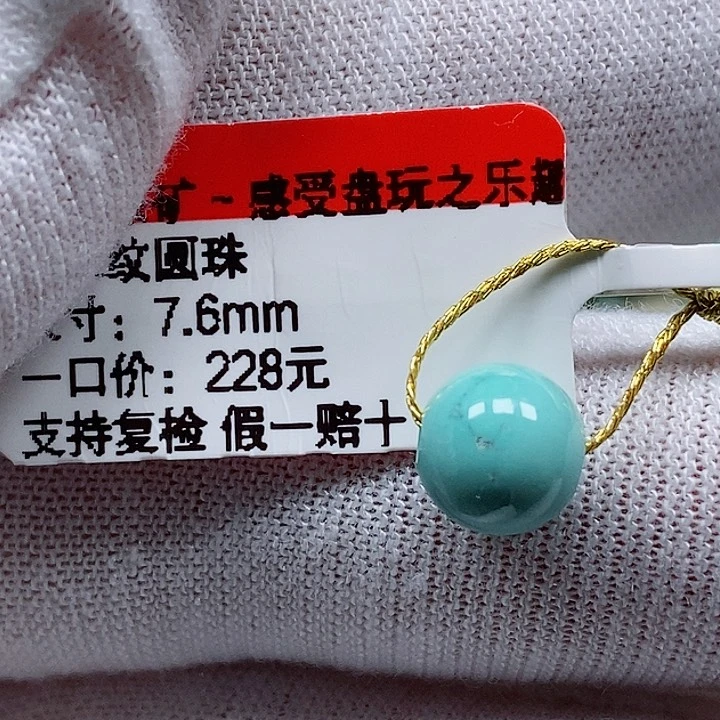 矿 - 感受盘玩之乐趣
纹圆珠
寸：7.6mm
一口价：228元
支持复检 假一赔十